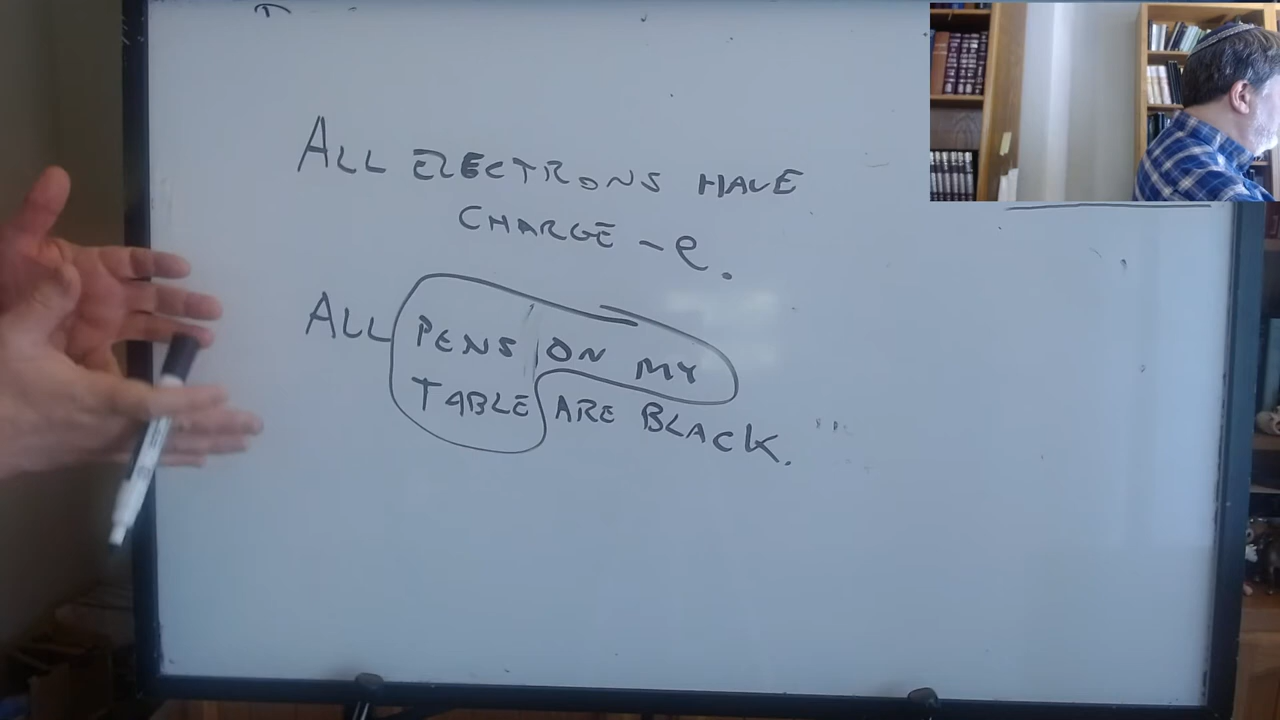 ALL ELECTRONS HAVE
CHARGE -e.
ALL PENS ON MY
TABLE ARE BLACK.